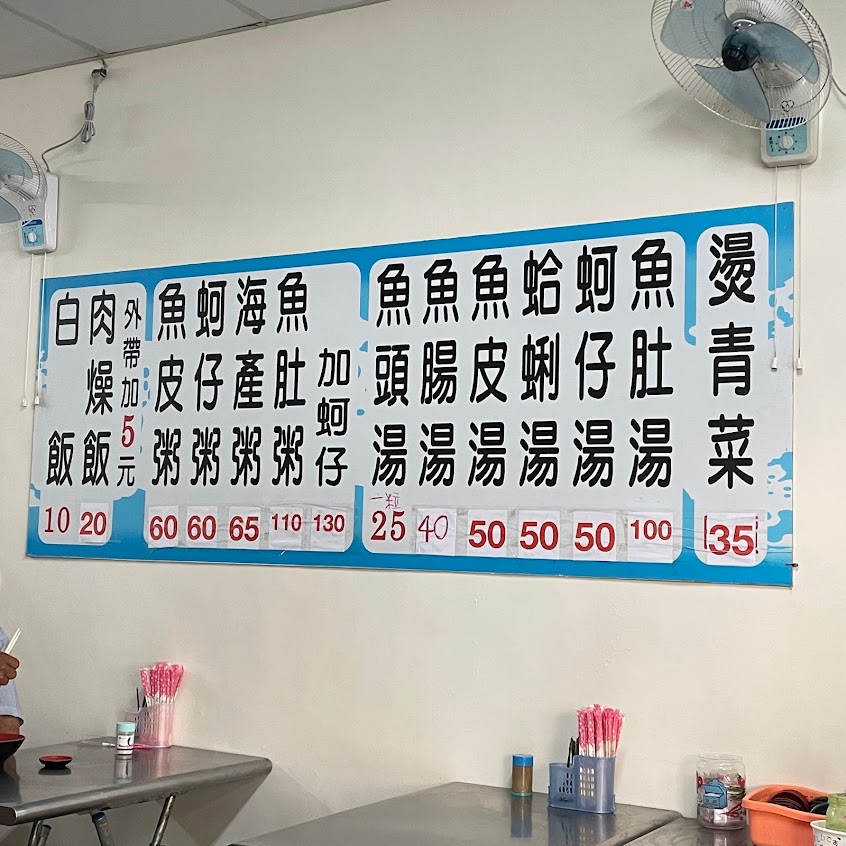 白飯 10
肉燥飯 20
外帶加5元
魚皮粥 60
蚵仔粥 60
海產粥 65
魚肚粥 110
加蚵仔 130
魚頭湯 一粒 25
魚腸湯 40
魚皮湯 50
蛤蜊湯 50
蚵仔湯 50
魚肚湯 100
燙青菜 35